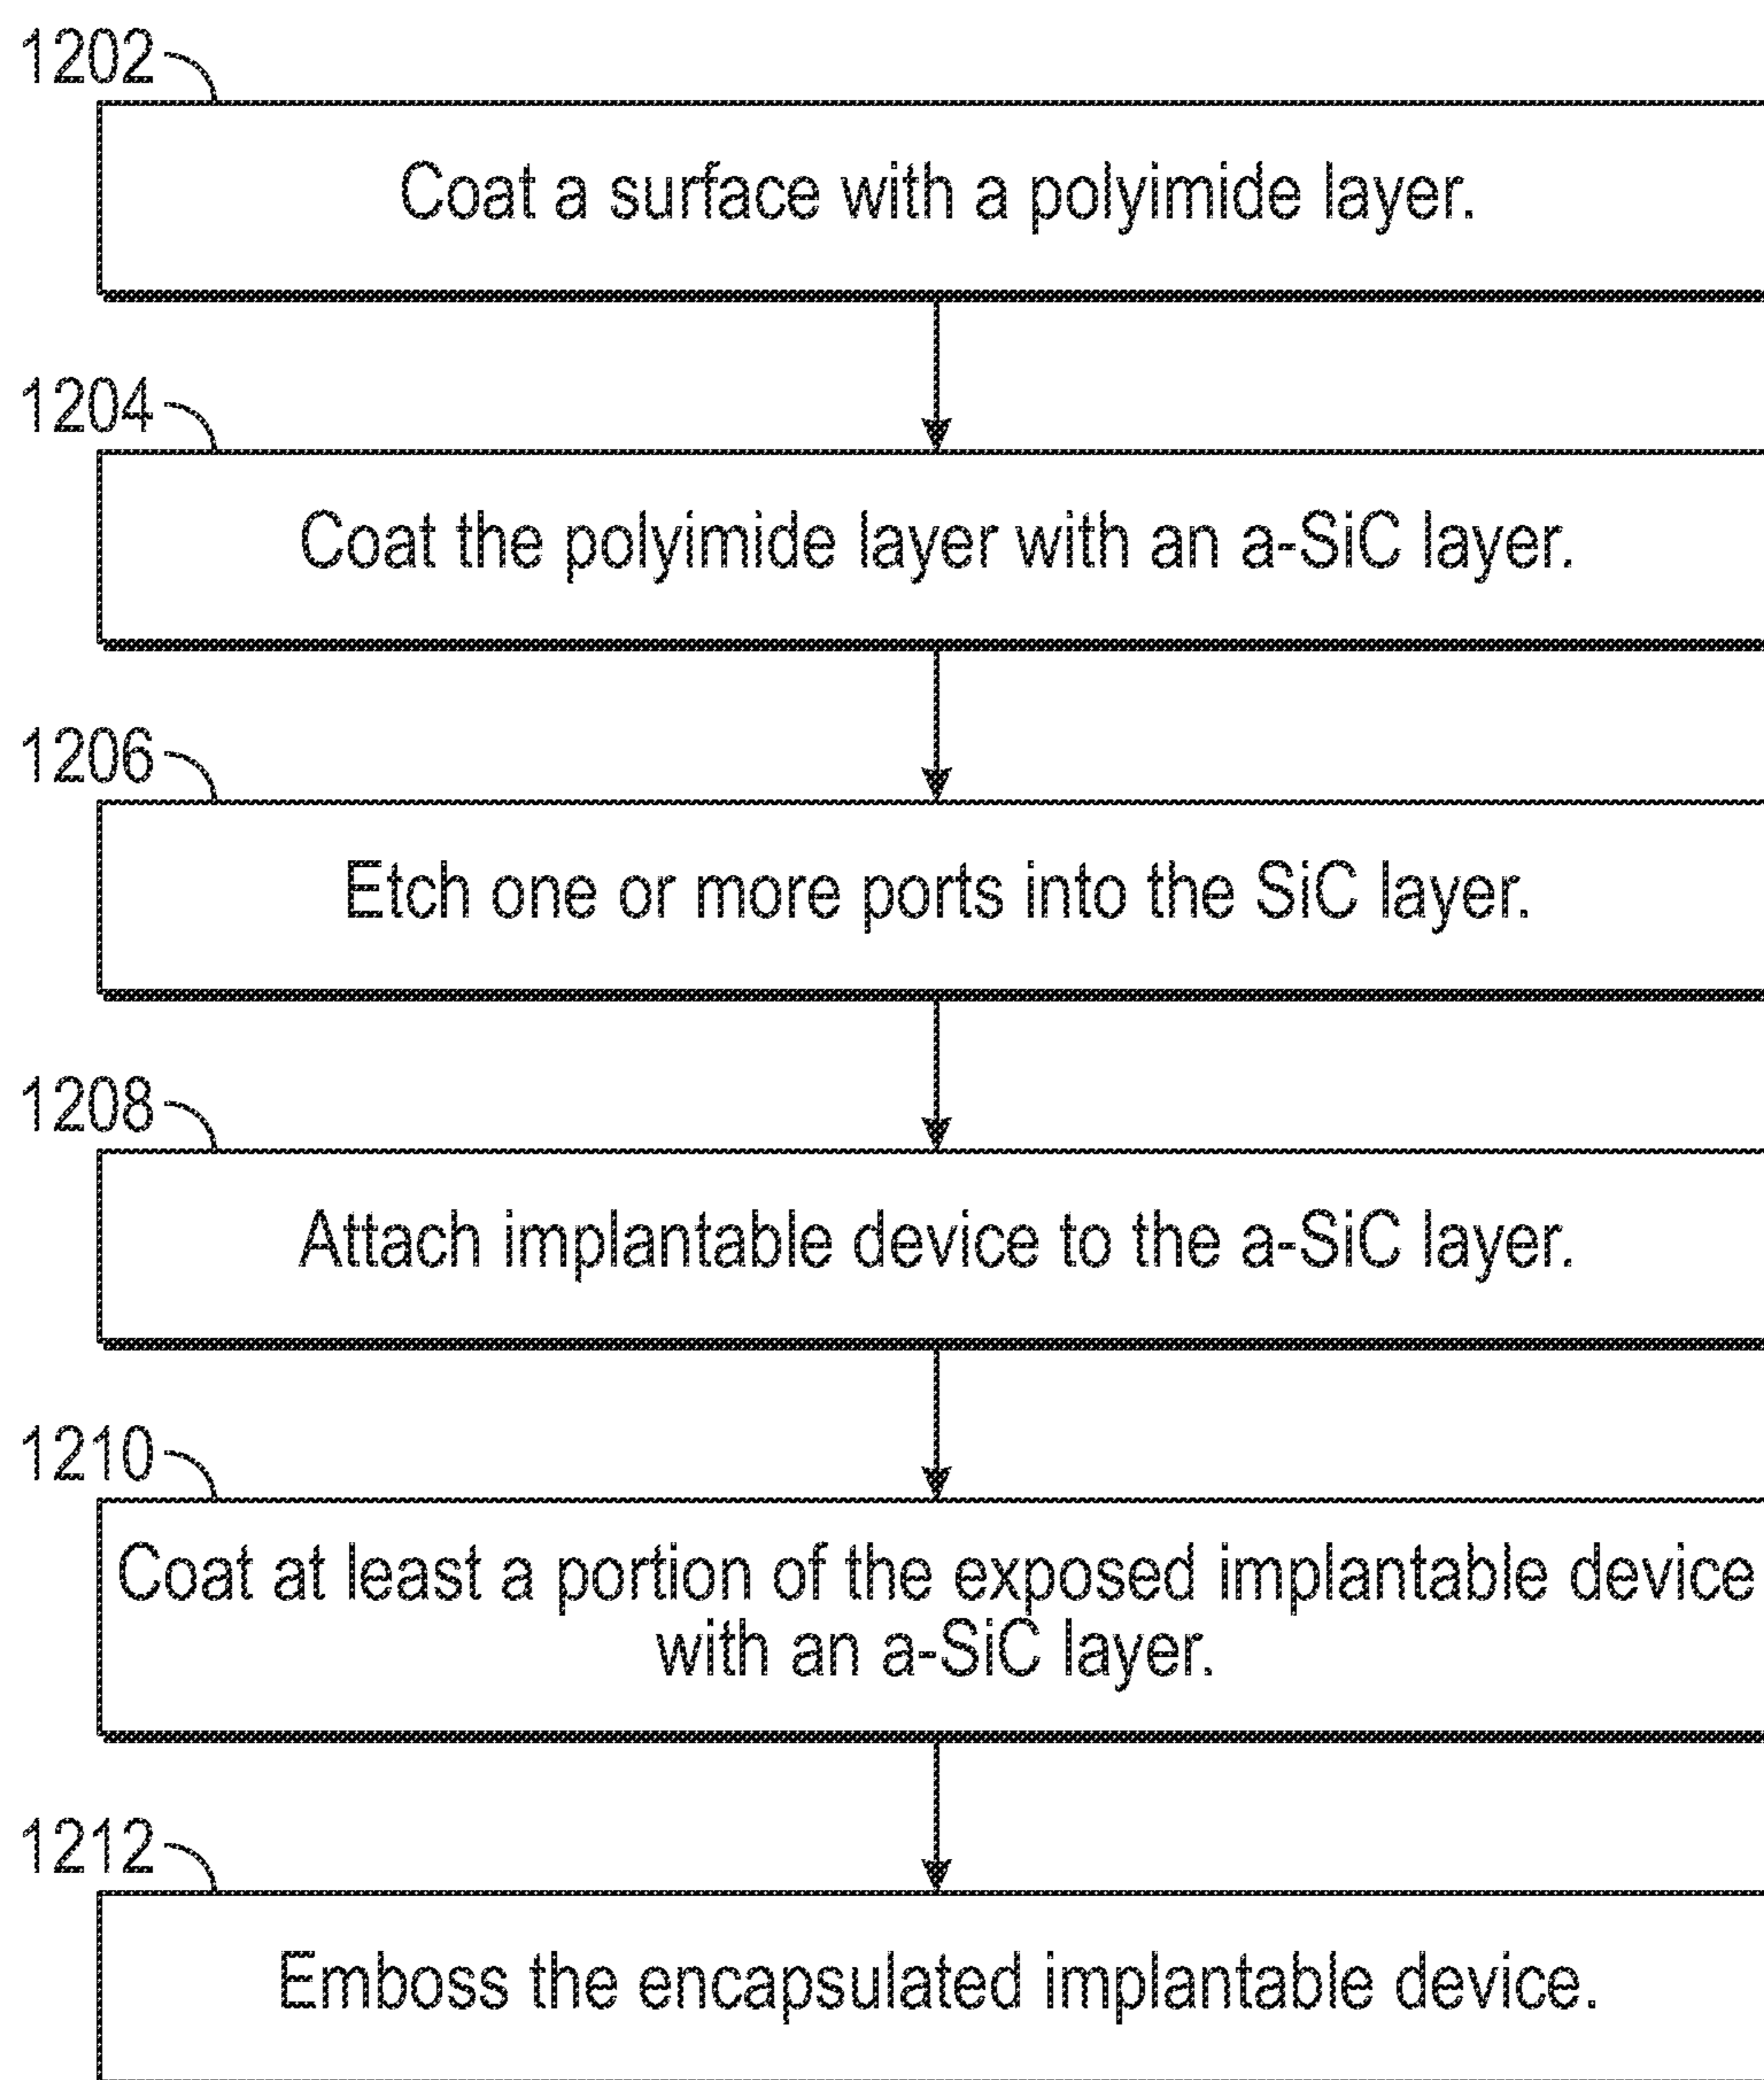 1202
Coat a surface with a polyimide layer.
1204
Coat the polyimide layer with an a-SiC layer.
1206
Etch one or more ports into the SiC layer.
1208
Attach implantable device to the a-SiC layer.
1210
Coat at least a portion of the exposed implantable device
with an a-SiC layer.
1212
Emboss the encapsulated implantable device.